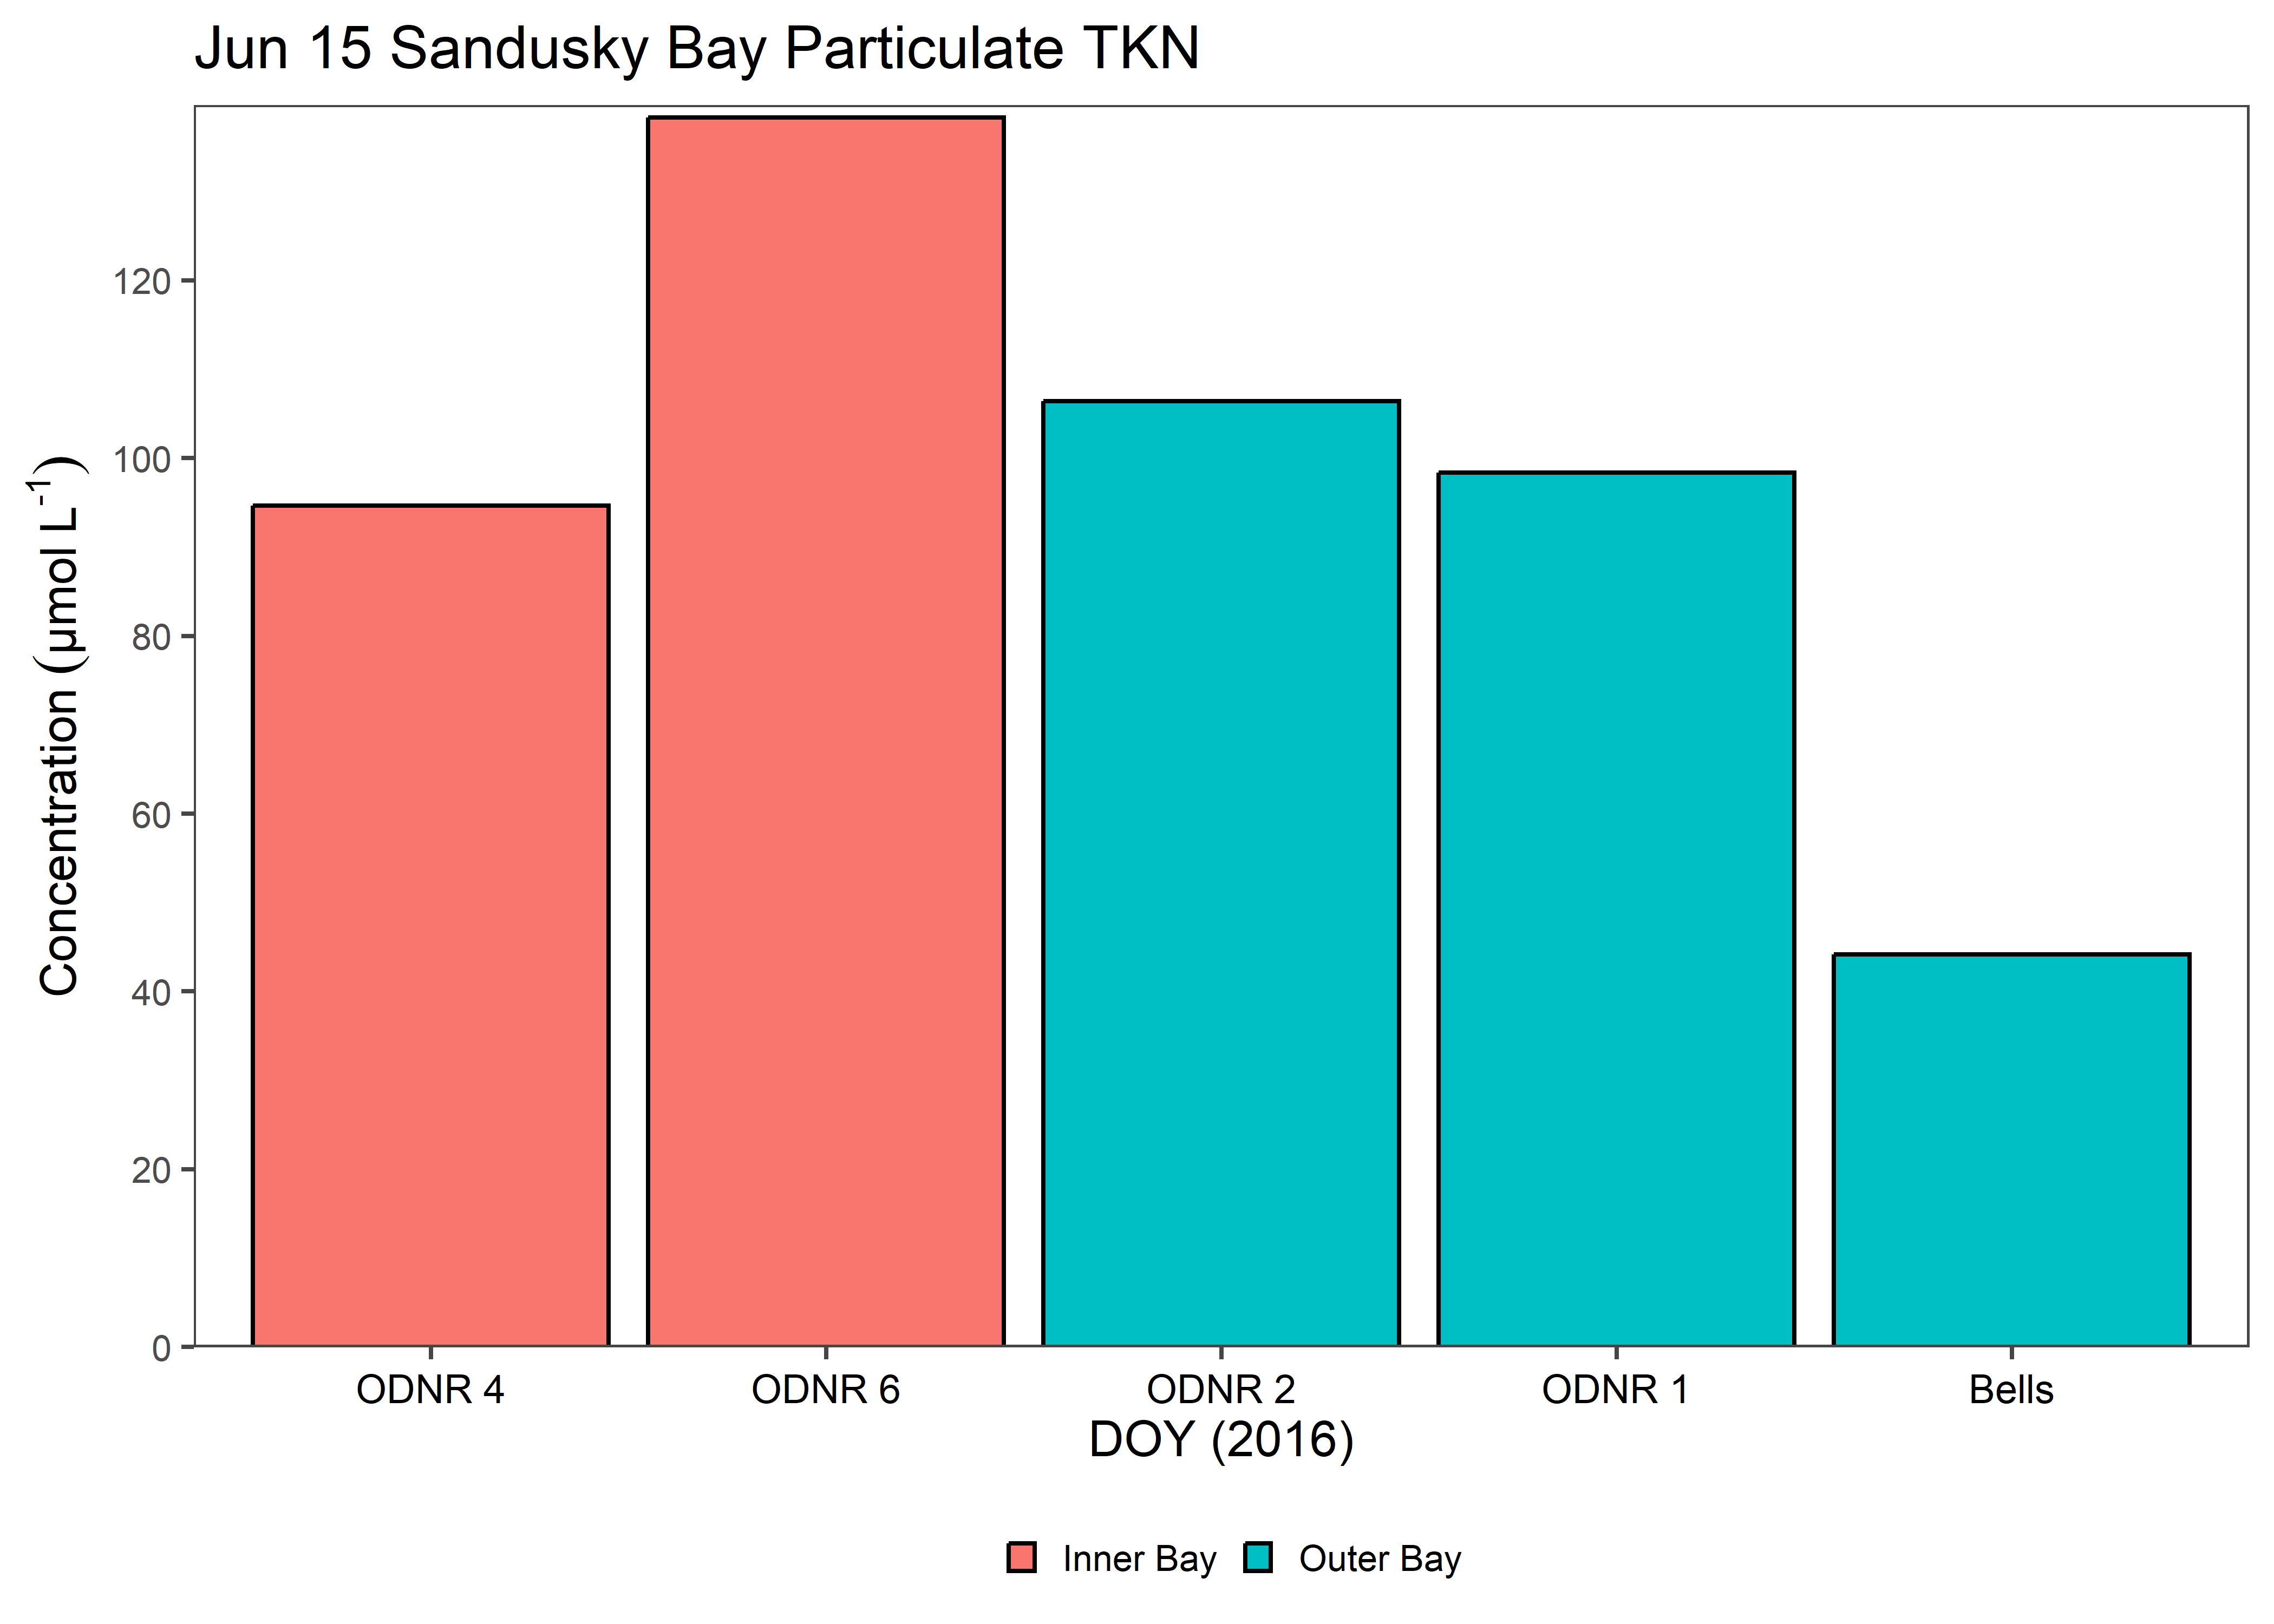 Jun 15 Sandusky Bay Particulate TKN
Concentration (µmol L⁻¹)
120
100
80
60
40
20
0
ODNR 4 ODNR 6 ODNR 2 ODNR 1 Bells
DOY (2016)
Inner Bay Outer Bay